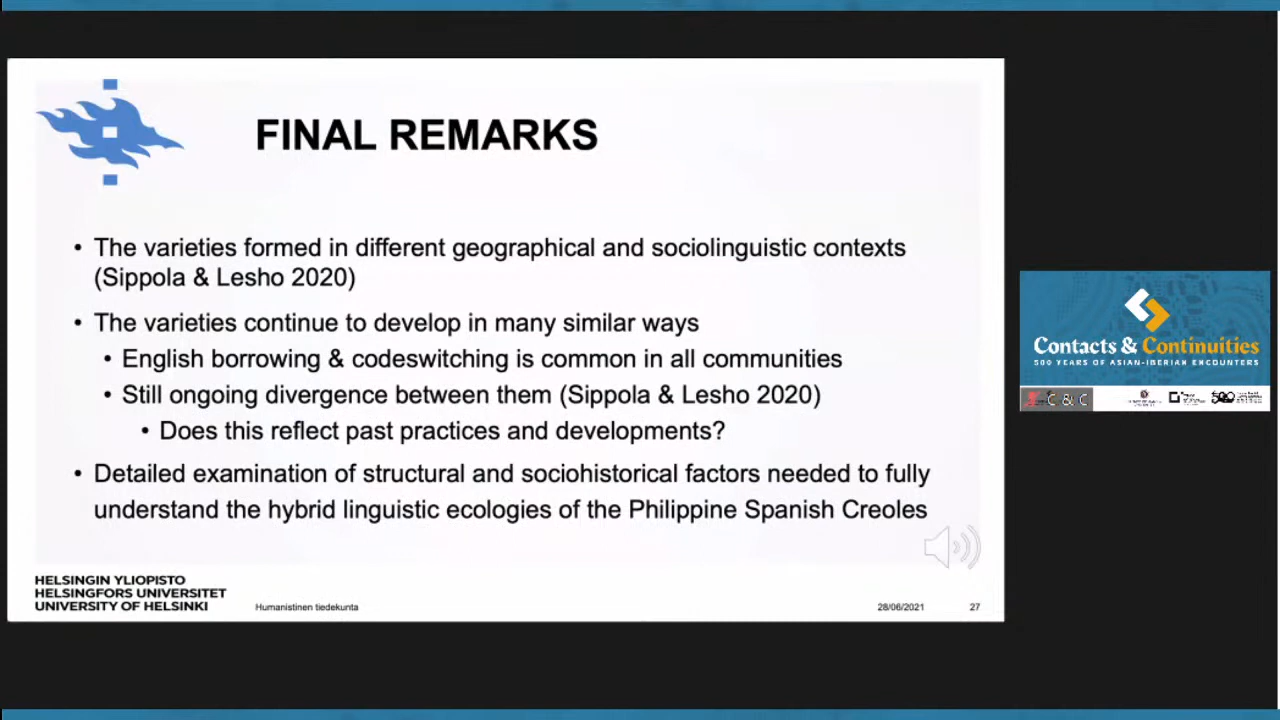 FINAL REMARKS
• The varieties formed in different geographical and sociolinguistic contexts
(Sippola & Lesho 2020)
• The varieties continue to develop in many similar ways
• English borrowing & codeswitching is common in all communities
• Still ongoing divergence between them (Sippola & Lesho 2020)
• Does this reflect past practices and developments?
• Detailed examination of structural and sociohistorical factors needed to fully
understand the hybrid linguistic ecologies of the Philippine Spanish Creoles
HELSINGIN YLIOPISTO
HELSINGFORS UNIVERSITET
UNIVERSITY OF HELSINKI
Humanistinen tiedekunta
28/06/2021
27
Contacts & Continuities
500 YEARS OF ASIAN-IBERIAN ENCOUNTERS
C & C